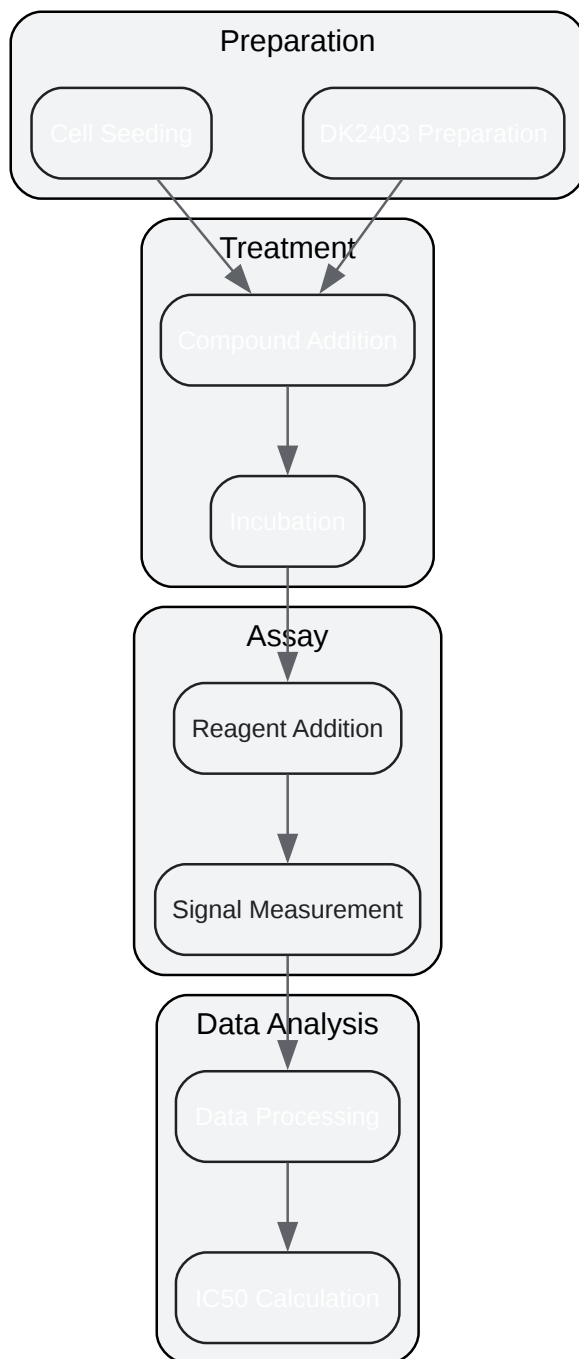 Preparation
Cell Seeding
DK2403 Preparation
Treatment
Compound Addition
Incubation
Assay
Reagent Addition
Signal Measurement
Data Analysis
Data Processing
IC50 Calculation